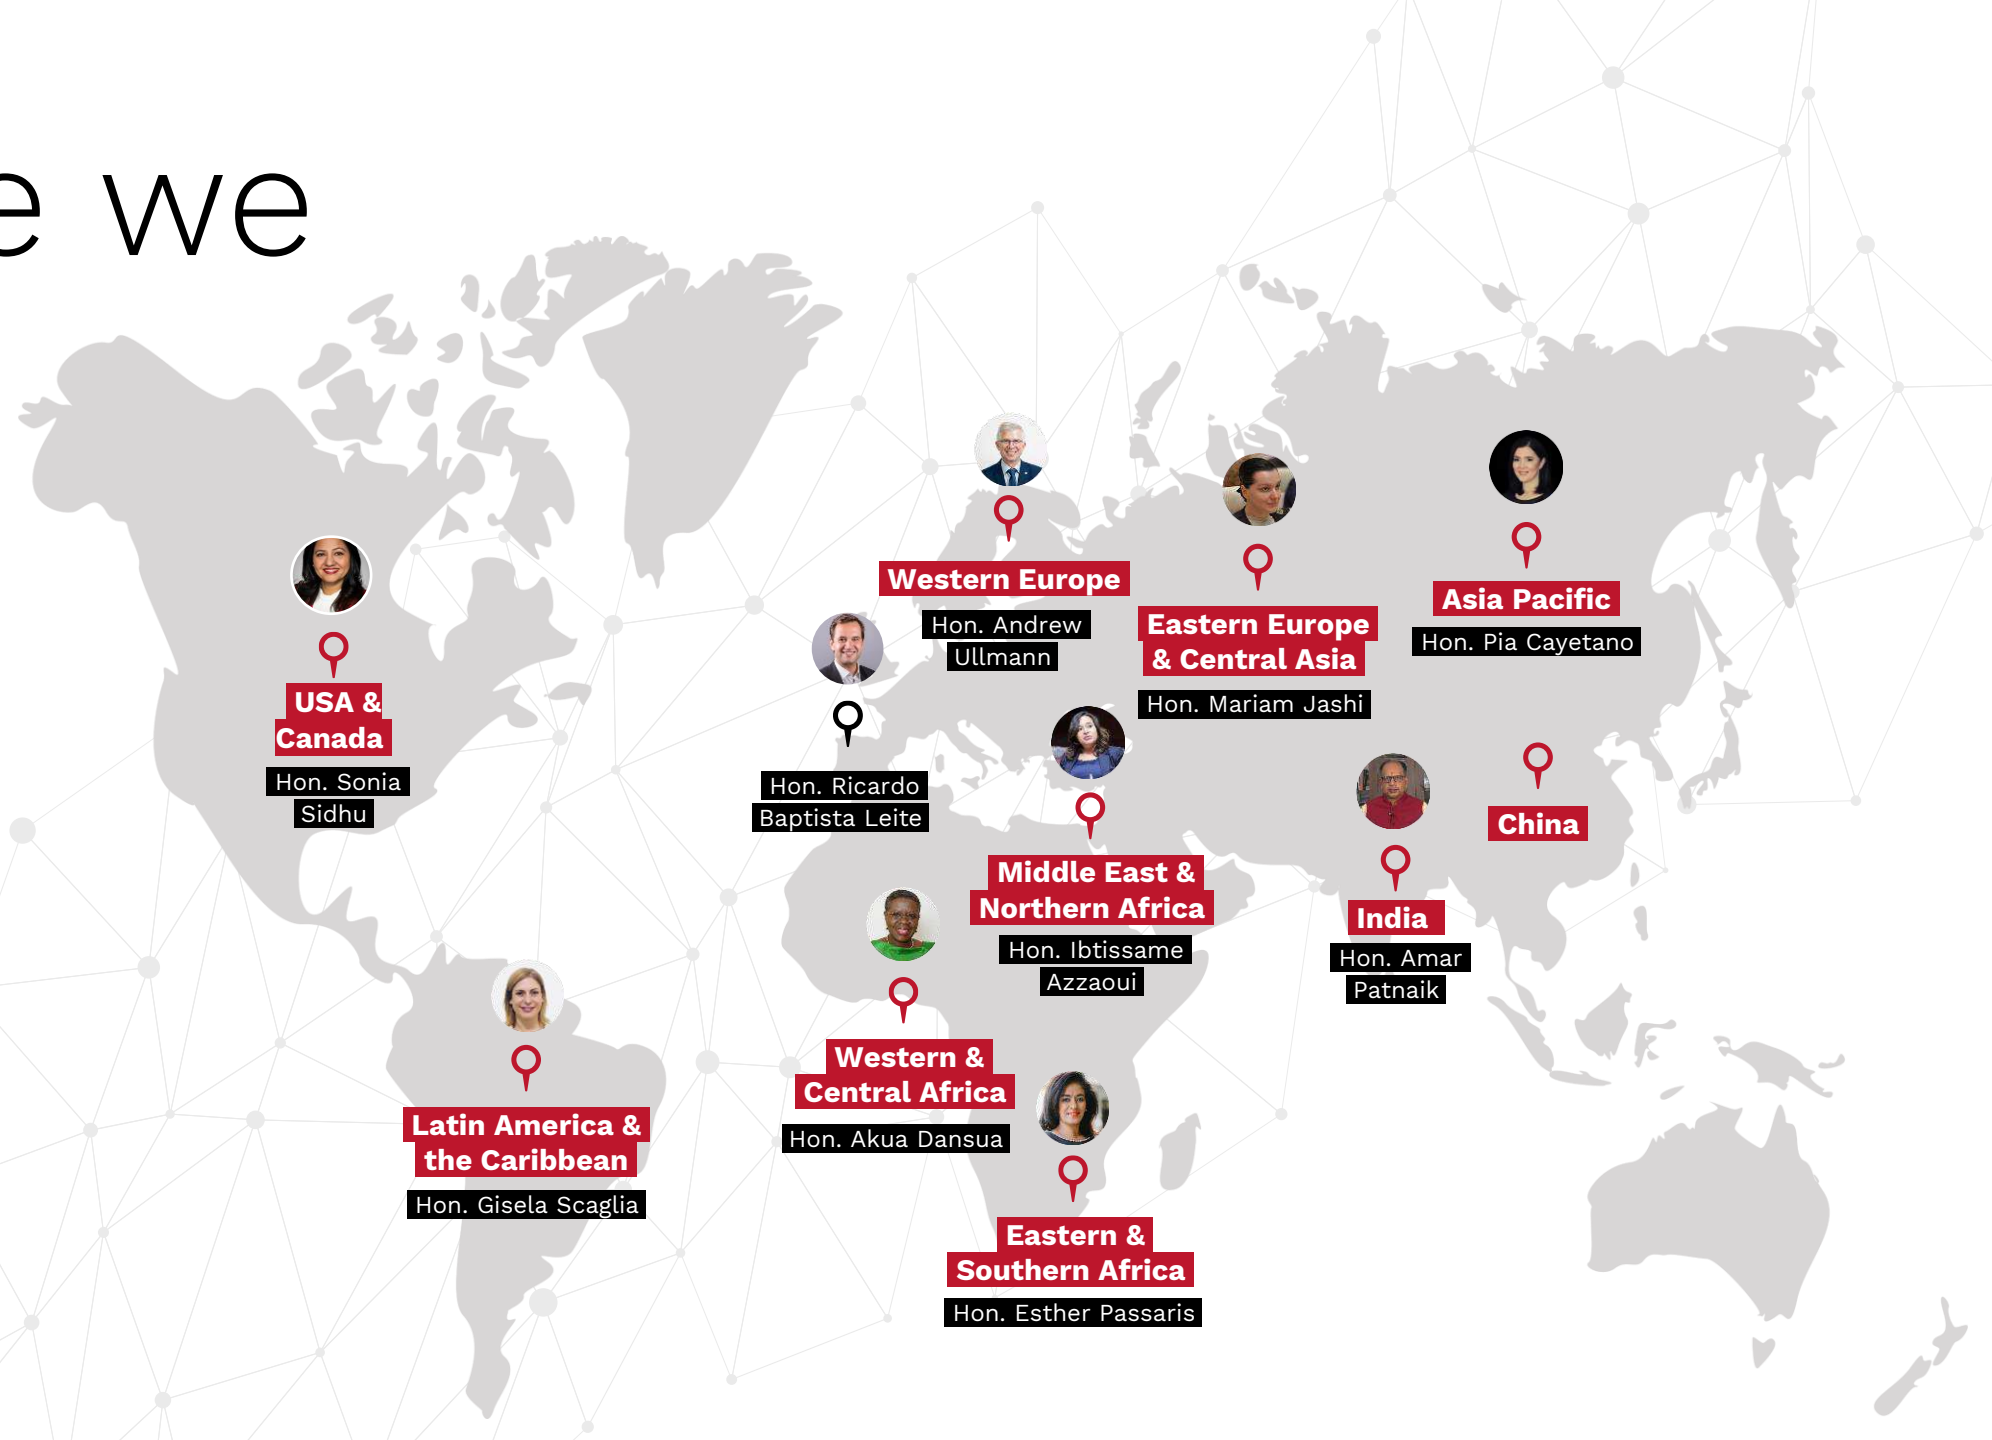 e we
Western Europe
Hon. Andrew
Ullmann
Eastern Europe
& Central Asia
Hon. Mariam Jashi
Asia Pacific
Hon. Pia Cayetano
USA &
Canada
Hon. Sonia
Sidhu
Hon. Ricardo
Baptista Leite
Middle East &
Northern Africa
Hon. Ibtissame
Azzaoui
China
India
Hon. Amar
Patnaik
Western &
Central Africa
Hon. Akua Dansua
Latin America &
the Caribbean
Hon. Gisela Scaglia
Eastern &
Southern Africa
Hon. Esther Passaris